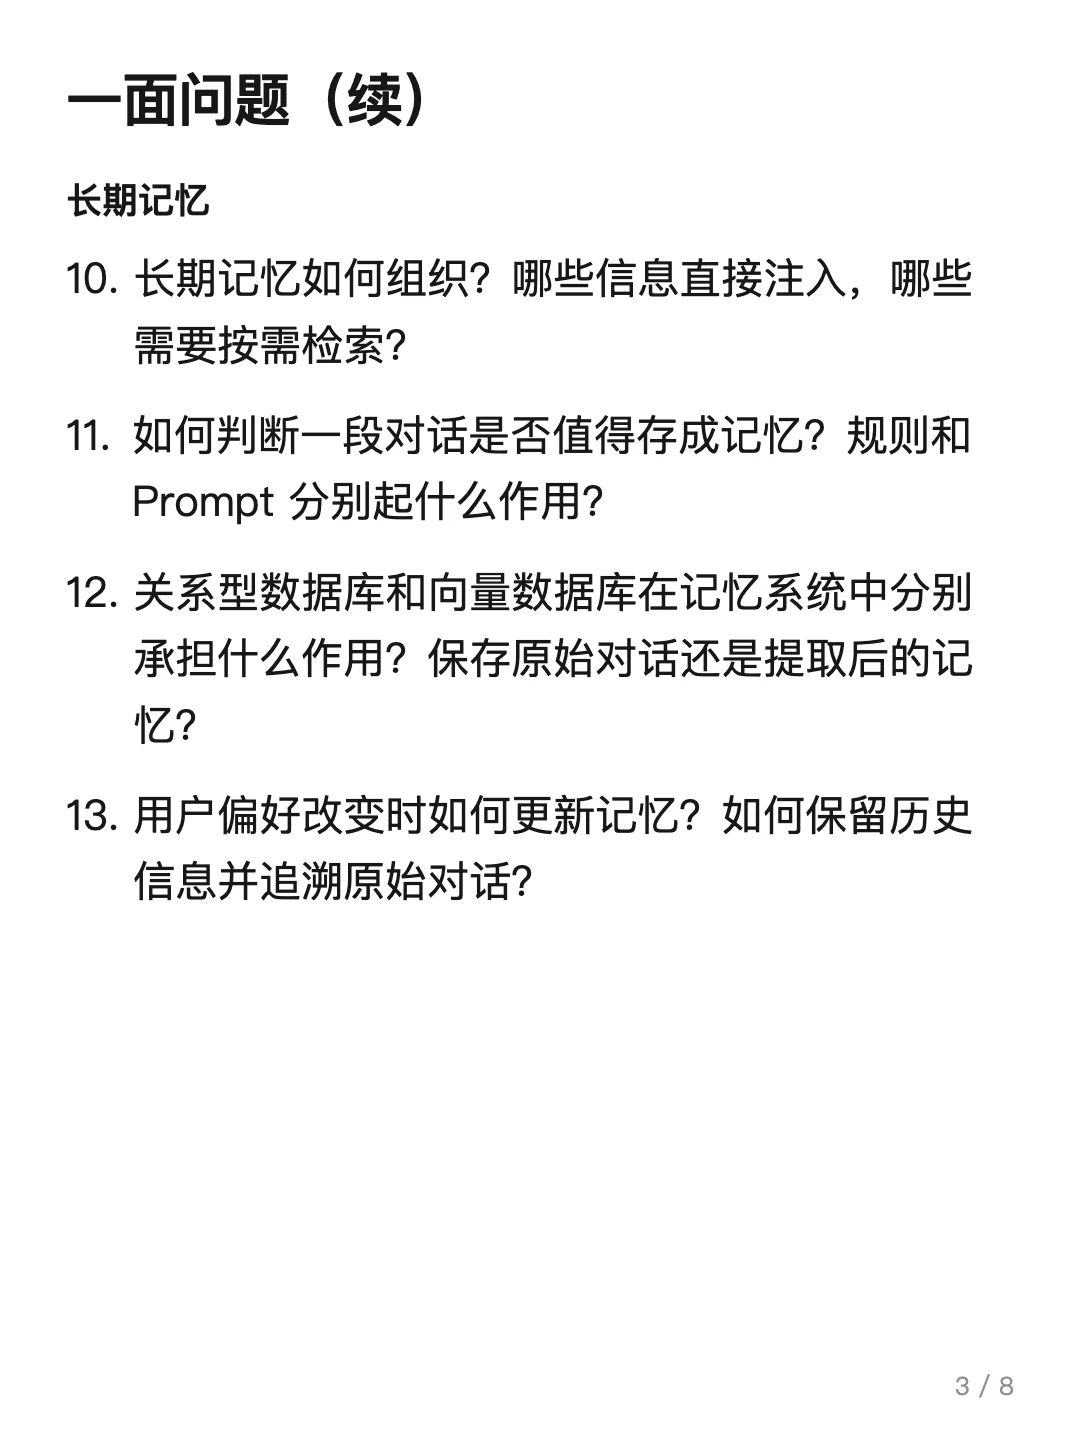 一面问题（续）
长期记忆
10. 长期记忆如何组织？哪些信息直接注入，哪些
需要按需检索？
11. 如何判断一段对话是否值得存成记忆？规则和
Prompt 分别起什么作用？
12. 关系型数据库和向量数据库在记忆系统中分别
承担什么作用？保存原始对话还是提取后的记
忆？
13. 用户偏好改变时如何更新记忆？如何保留历史
信息并追溯原始对话？
3 / 8